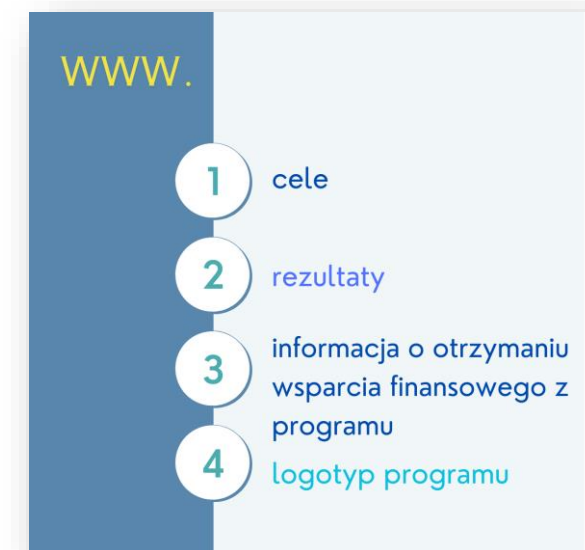 WWW.
1 cele
2 rezultaty
3 informacja o otrzymaniu
wsparcia finansowego z
programu
4 logotyp programu